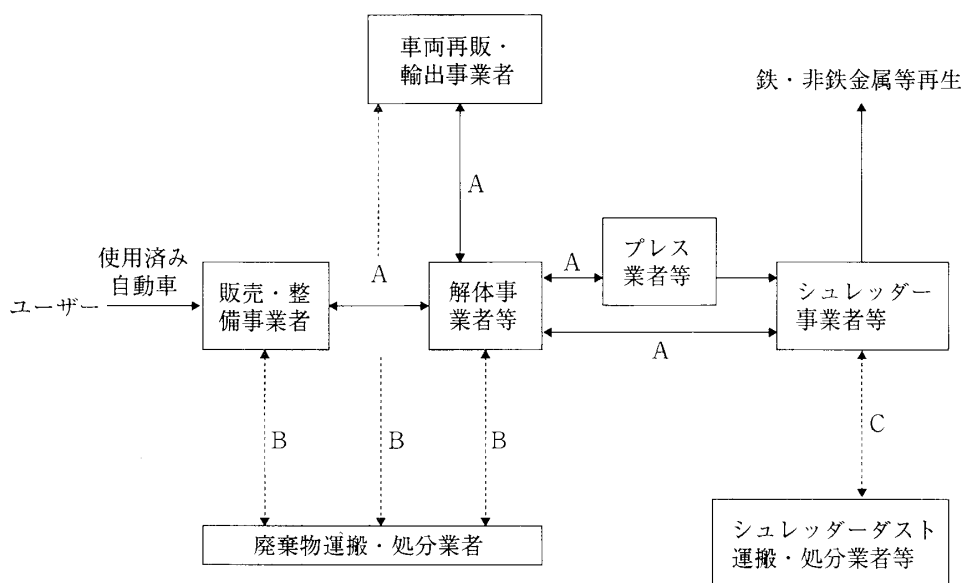 車両再販・
輸出事業者
鉄・非鉄金属等再生
A
使用済み
自動車
ユーザー
販売・整
備事業者
A
解体事
業者等
A
プレス
業者等
シュレッダー
事業者等
A
B
B
B
C
廃棄物運搬・処分業者
シュレッダーダスト
運搬・処分業者等